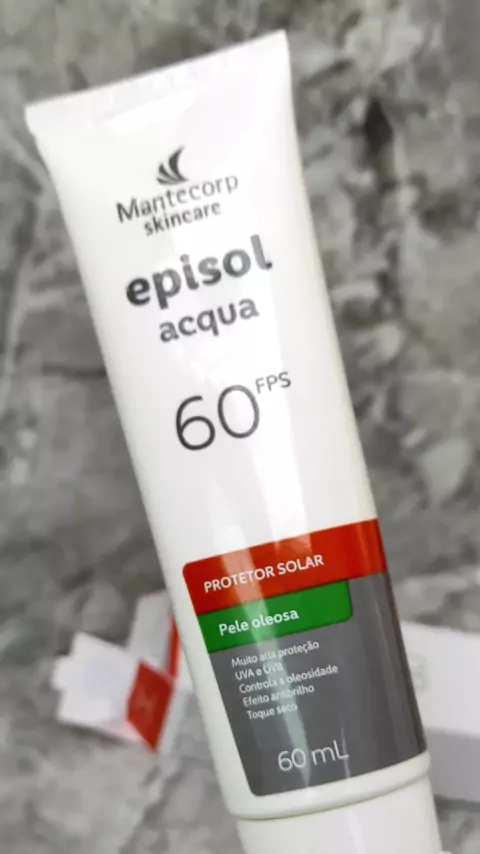 Mantecorp
skincare
episol
acqua
60 FPS
PROTETOR SOLAR
Pele oleosa
Muito alta proteção
UVA e UVB
Controla a oleosidade
Efeito antibrilho
Toque seco
60 mL